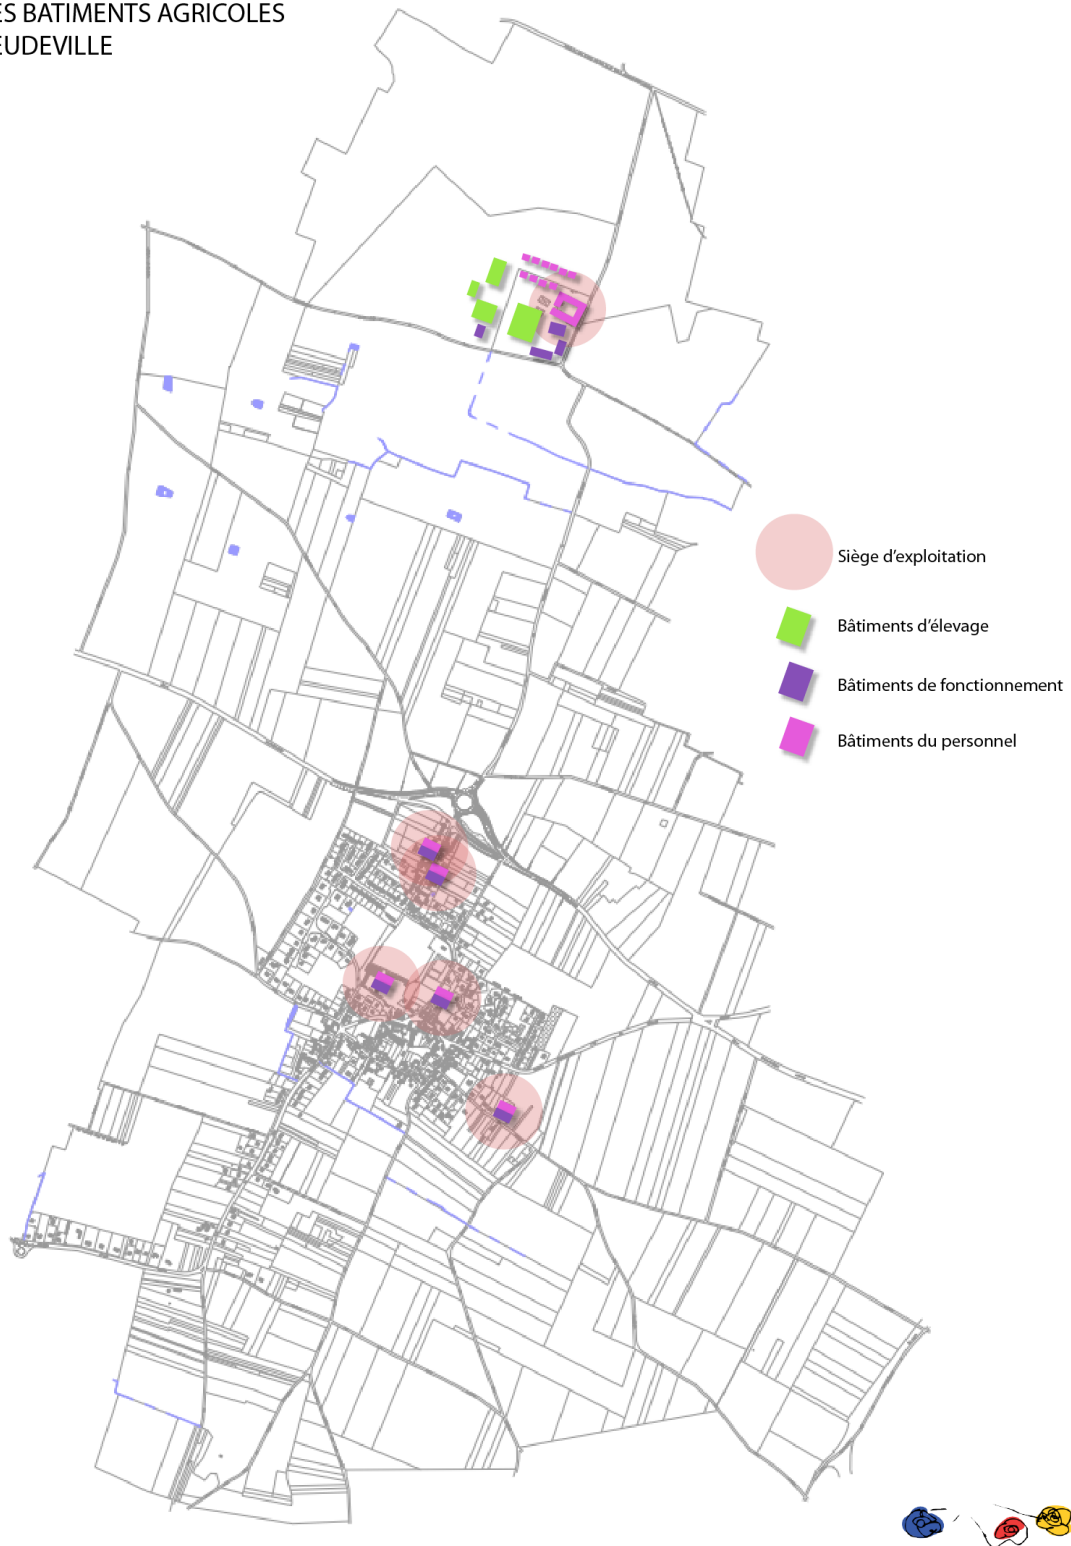 ES BATIMENTS AGRICOLES
EUDEVILLE
Siège d’exploitation
Bâtiments d’élevage
Bâtiments de fonctionnement
Bâtiments du personnel